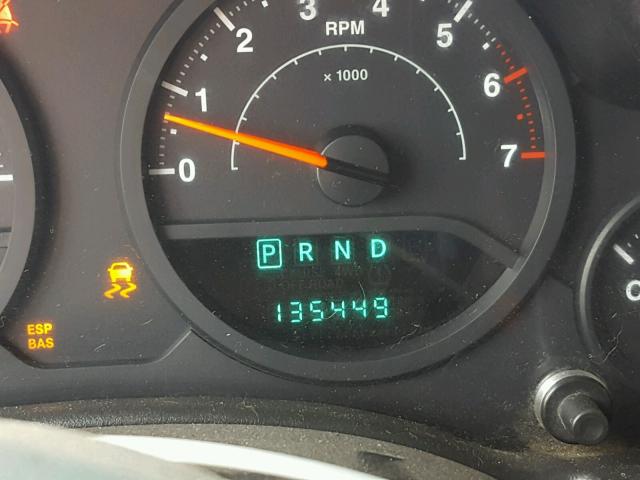 0 1 2 3 4 5 6 7
RPM
x 1000
P R N D
135449
ESP
BAS